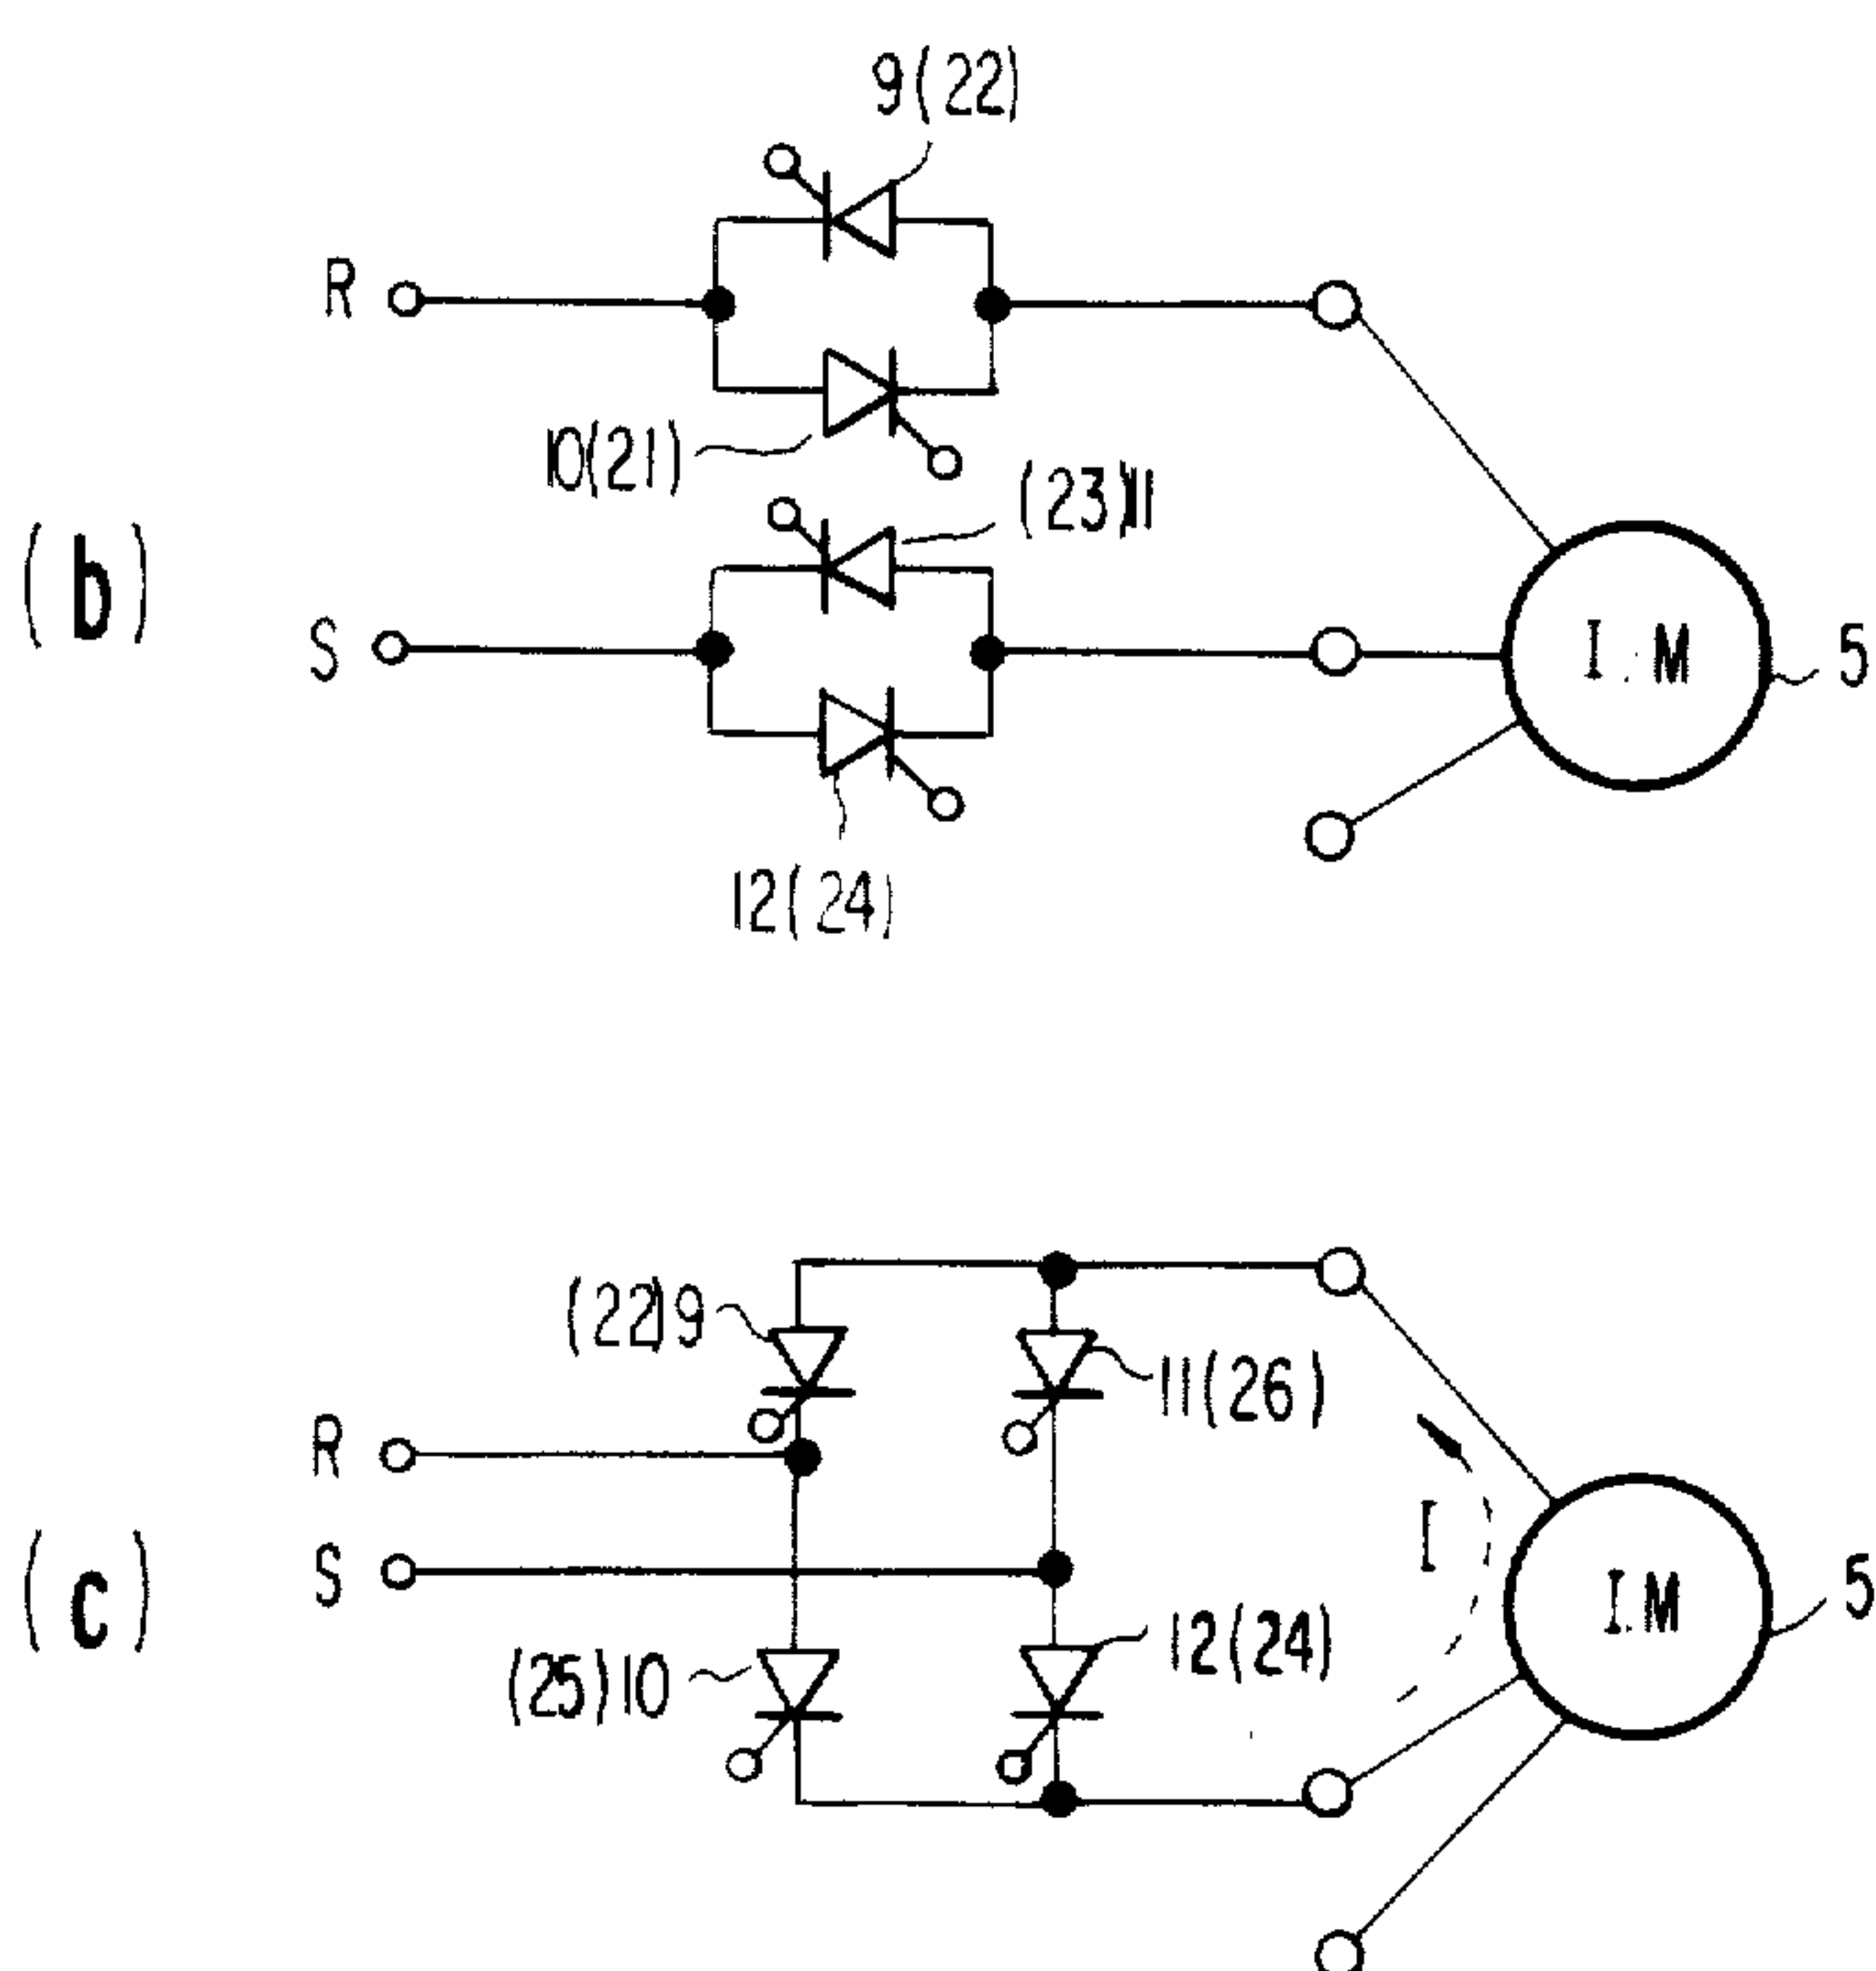 9(22)
R
10(21)
(23)11
(b)
S
I.M
5
12(24)
(22)9
11(26)
R
I
(c)
S
I.M
5
12(24)
(25)10